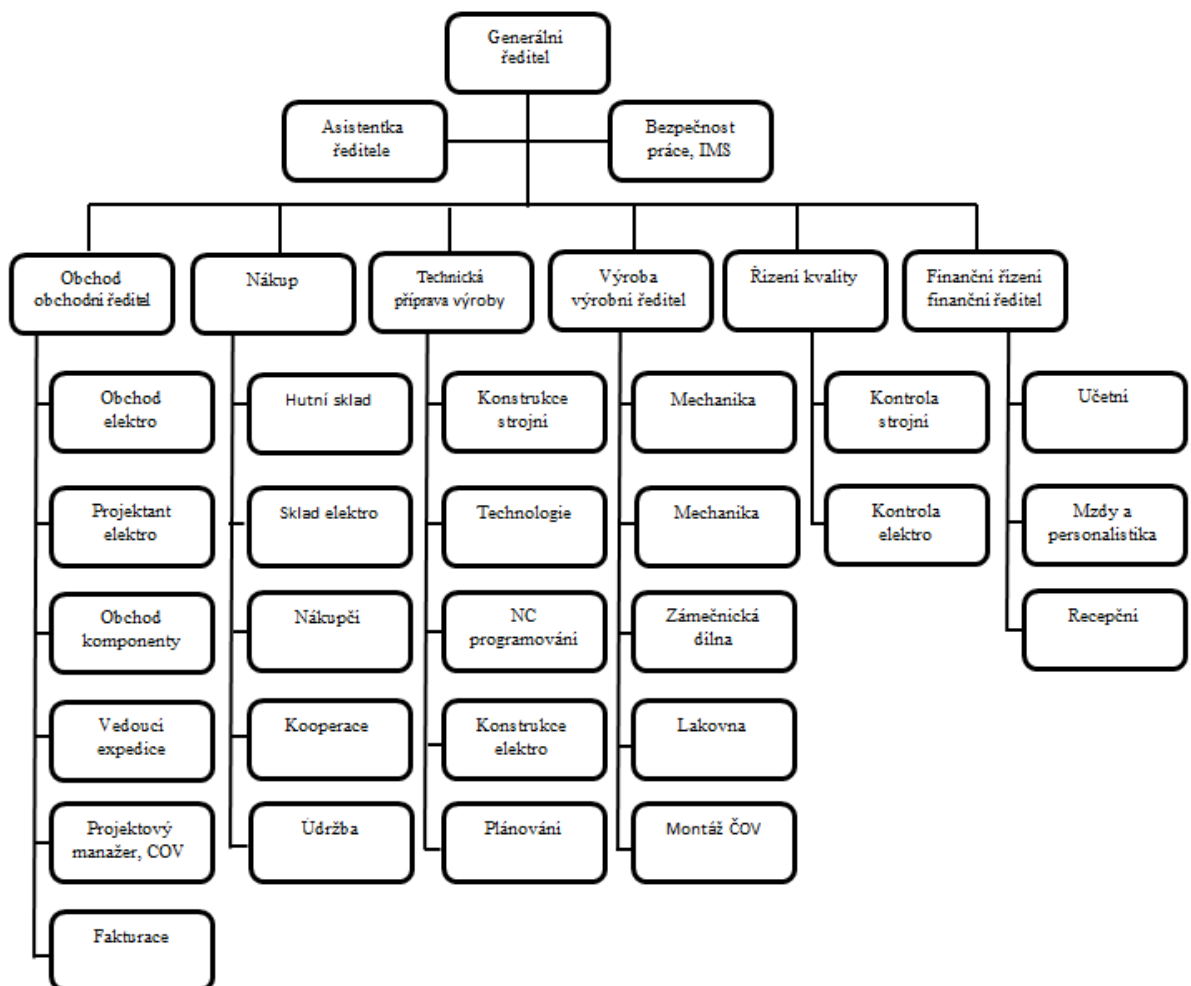 Generální
ředitel
Asistentka
ředitele
Bezpečnost
práce, IMS
Obchod
obchodní ředitel
Nákup
Technická
příprava výroby
Výroba
výrobní ředitel
Řízení kvality
Finanční řízení
finanční ředitel
Obchod
elektro
Projektant
elektro
Obchod
komponenty
Vedoucí
expedice
Projektový
manažer, COV
Fakturace
Hutní sklad
Sklad elektro
Nákupčí
Kooperace
Údržba
Konstrukce
strojní
Technologie
NC
programování
Konstrukce
elektro
Plánování
Mechanika
Mechanika
Zámečnická
dílna
Lakovna
Montáž ČOV
Kontrola
strojní
Kontrola
elektro
Učetní
Mzdy a
personalistika
Recepční